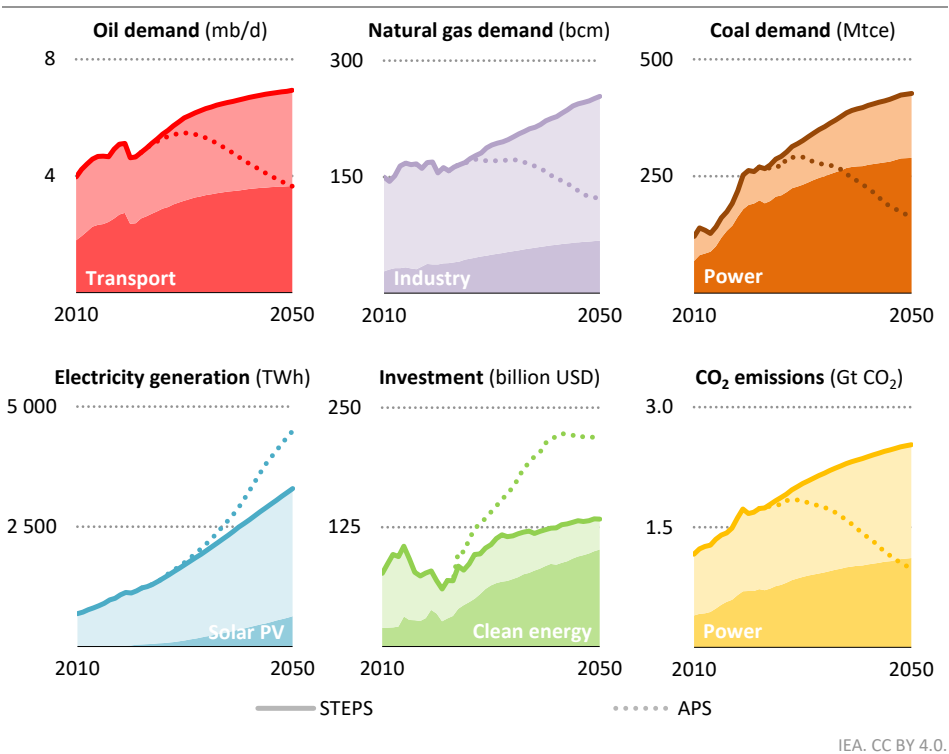 Oil demand (mb/d)
Natural gas demand (bcm)
Coal demand (Mtce)
8
300
500
4
150
250
Transport
Industry
Power
2010
2050
2010
2050
2010
2050
Electricity generation (TWh)
Investment (billion USD)
CO₂ emissions (Gt CO₂)
5 000
250
3.0
2 500
125
1.5
Solar PV
Clean energy
Power
2010
2050
2010
2050
2010
2050
STEPS
APS
IEA. CC BY 4.0.